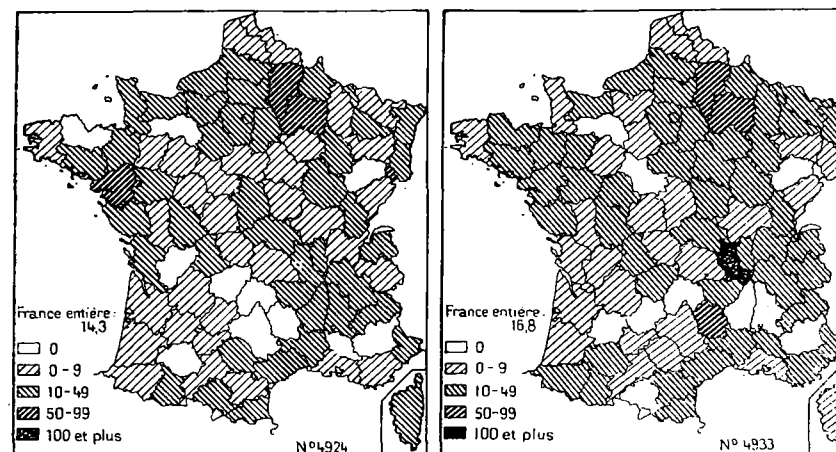 France entière :
14,3
0
0-9
10-49
50-99
100 et plus
N° 4924
France entière :
16,8
0
0-9
10-49
50-99
100 et plus
N° 4933